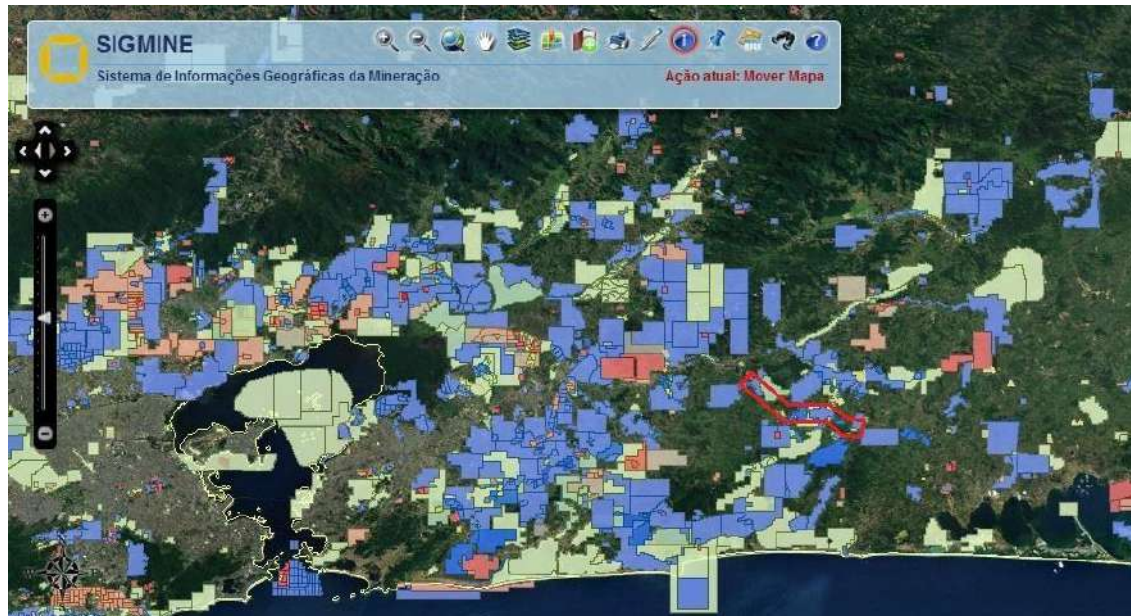 SIGMINE
Sistema de Informações Geográficas da Mineração
Ação atual: Mover Mapa